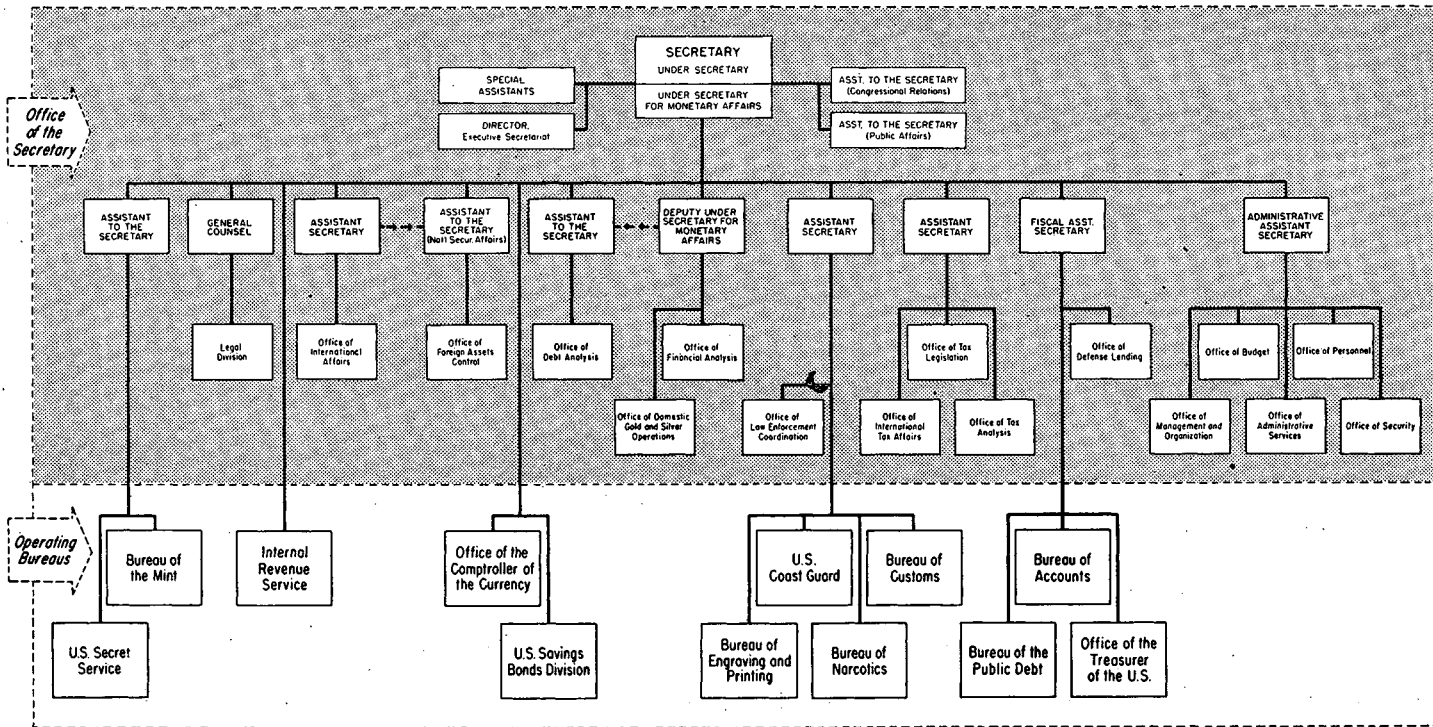 Office
of the
Secretary
SECRETARY
UNDER SECRETARY
UNDER SECRETARY
FOR MONETARY AFFAIRS
SPECIAL
ASSISTANTS
DIRECTOR,
Executive Secretariat
ASST. TO THE SECRETARY
(Congressional Relations)
ASST. TO THE SECRETARY
(Public Affairs)
ASSISTANT
TO THE
SECRETARY
GENERAL
COUNSEL
ASSISTANT
SECRETARY
ASSISTANT
TO THE
SECRETARY
(Nat'l Secur. Affairs)
ASSISTANT
TO THE
SECRETARY
DEPUTY UNDER
SECRETARY FOR
MONETARY
AFFAIRS
ASSISTANT
SECRETARY
ASSISTANT
SECRETARY
FISCAL ASST.
SECRETARY
ADMINISTRATIVE
ASSISTANT
SECRETARY
Legal
Division
Office of
International
Affairs
Office of
Foreign Assets
Control
Office of
Debt Analysis
Office of
Financial Analysis
Office of Tax
Legislation
Office of
Defense Lending
Office of Budget
Office of Personnel
Office of Domestic
Gold and Silver
Operations
Office of
Law Enforcement
Coordination
Office of
International
Tax Affairs
Office of Tax
Analysis
Office of
Management and
Organization
Office of
Administrative
Services
Office of Security
Operating
Bureaus
Bureau of
the Mint
Internal
Revenue
Service
Office of the
Comptroller of
the Currency
U.S.
Coast Guard
Bureau of
Customs
Bureau of
Accounts
U.S. Secret
Service
U.S. Savings
Bonds Division
Bureau of
Engraving and
Printing
Bureau of
Narcotics
Bureau of the
Public Debt
Office of the
Treasurer
of the U.S.